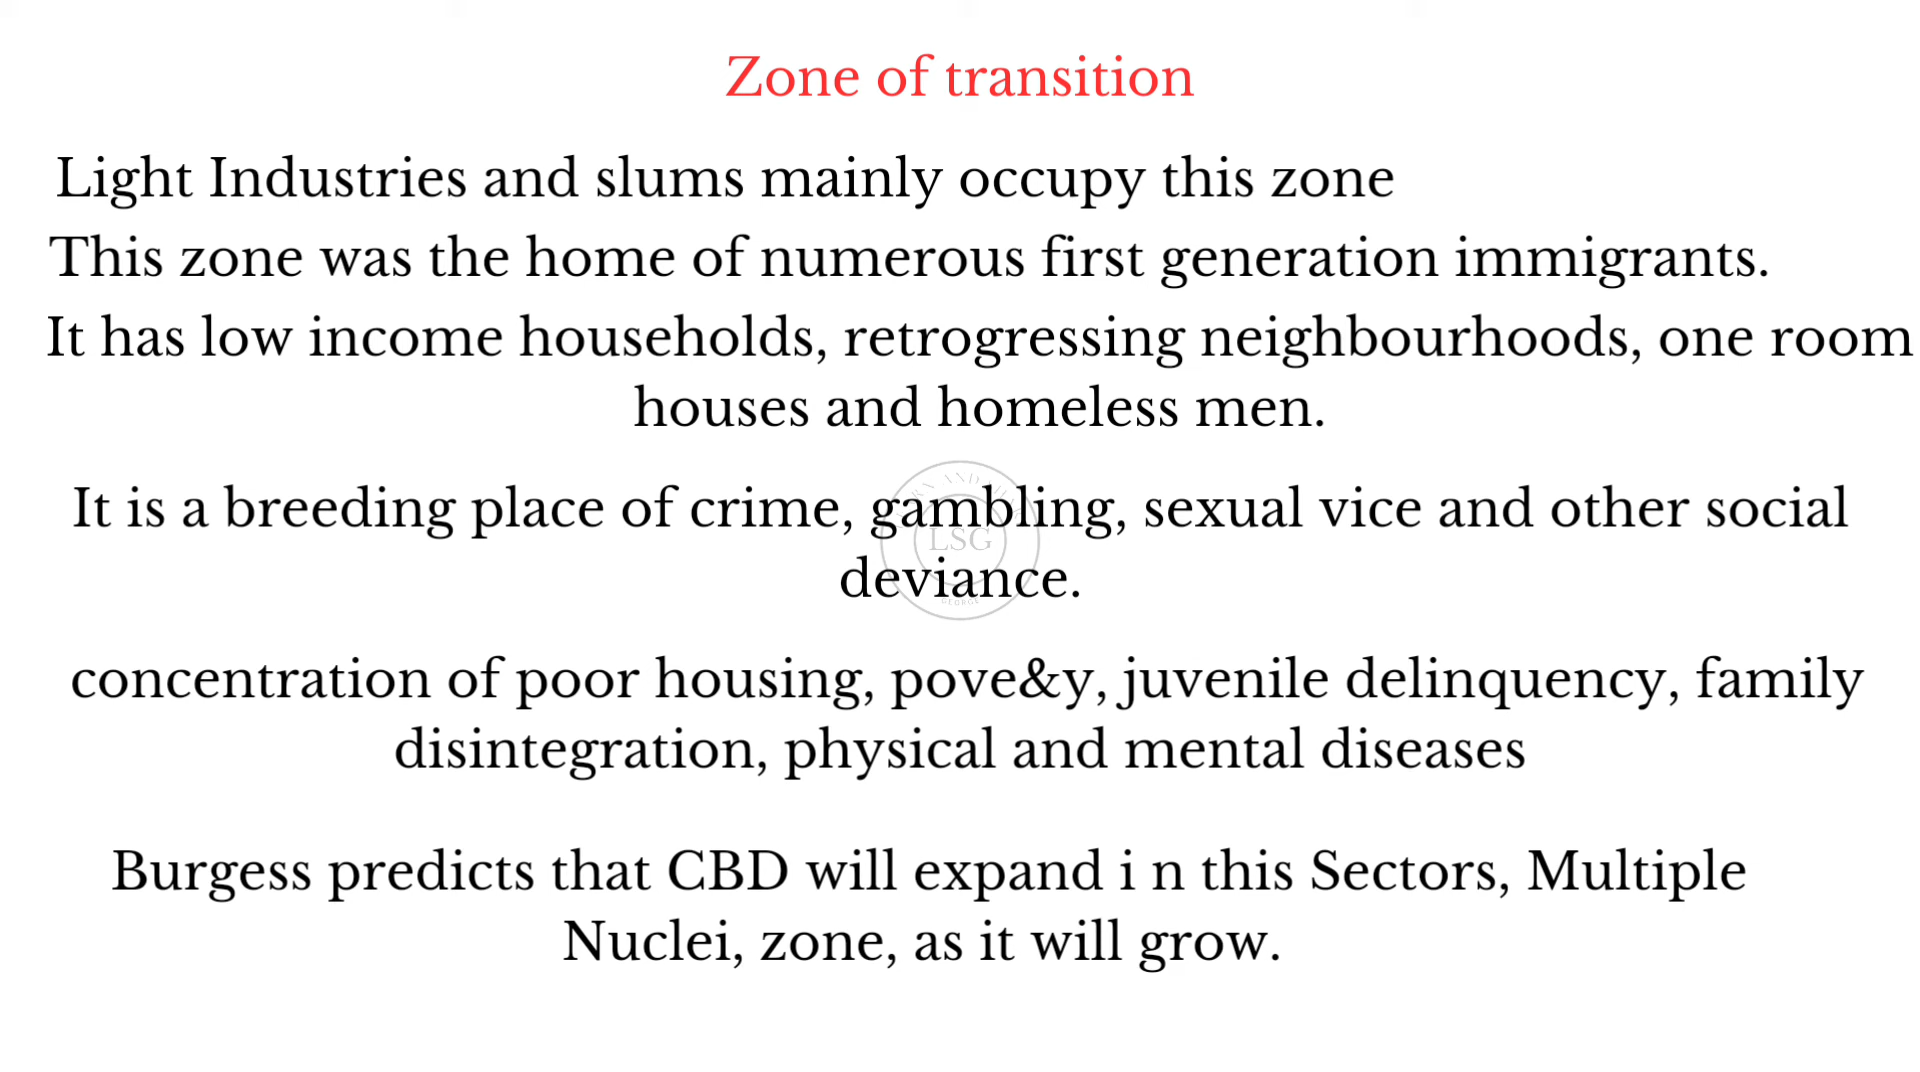 Zone of transition
Light Industries and slums mainly occupy this zone
This zone was the home of numerous first generation immigrants.
It has low income households, retrogressing neighbourhoods, one room
houses and homeless men.
It is a breeding place of crime, gambling, sexual vice and other social
deviance.
LSG
GEORGE
concentration of poor housing, pove&y, juvenile delinquency, family
disintegration, physical and mental diseases
Burgess predicts that CBD will expand i n this Sectors, Multiple
Nuclei, zone, as it will grow.